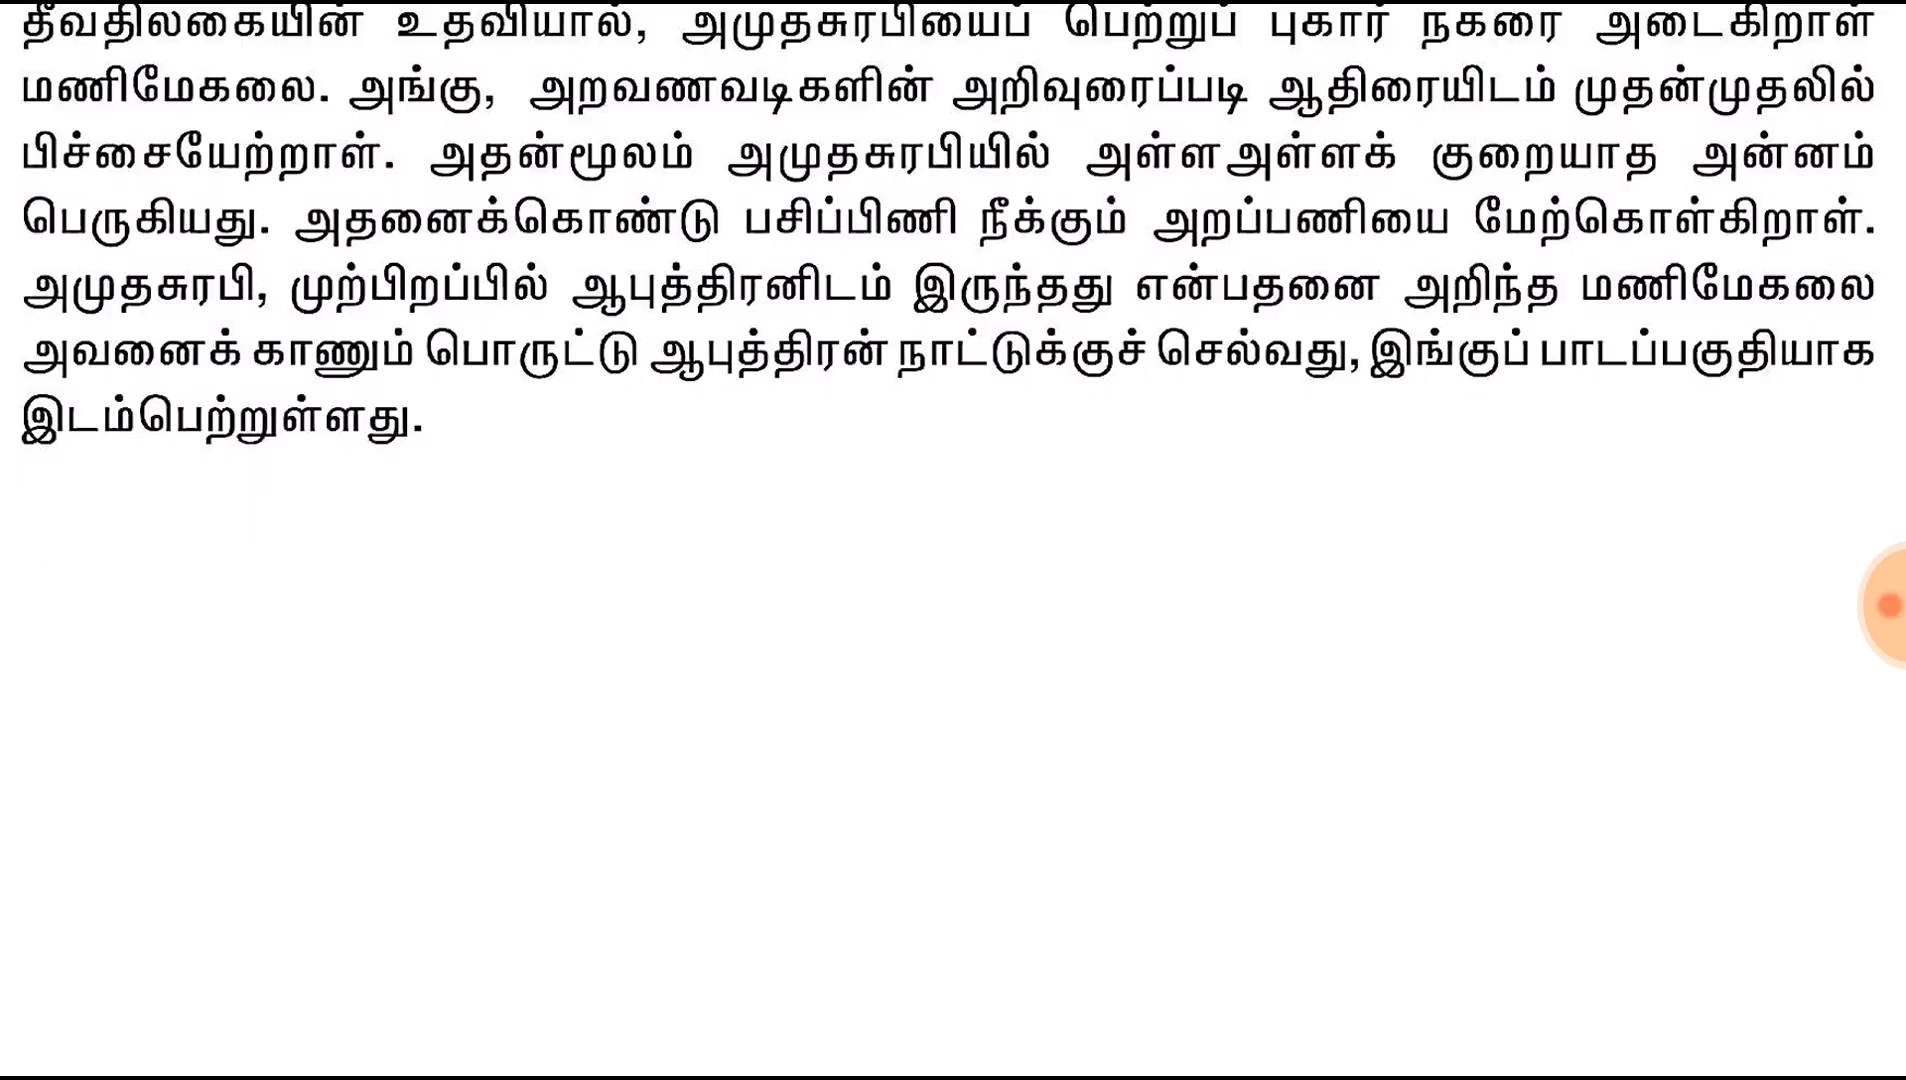 தீவதிலகையின் உதவியால், அமுதசுரபியைப் பெற்றுப் புகார் நகரை அடைகிறாள்
மணிமேகலை. அங்கு, அறவணவடிகளின் அறிவுரைப்படி ஆதிரையிடம் முதன்முதலில்
பிச்சையேற்றாள். அதன்மூலம் அமுதசுரபியில் அள்ளஅள்ளக் குறையாத அன்னம்
பெருகியது. அதனைக்கொண்டு பசிப்பிணி நீக்கும் அறப்பணியை மேற்கொள்கிறாள்.
அமுதசுரபி, முற்பிறப்பில் ஆபுத்திரனிடம் இருந்தது என்பதனை அறிந்த மணிமேகலை
அவனைக் காணும் பொருட்டு ஆபுத்திரன் நாட்டுக்குச் செல்வது, இங்குப் பாடப்பகுதியாக
இடம்பெற்றுள்ளது.